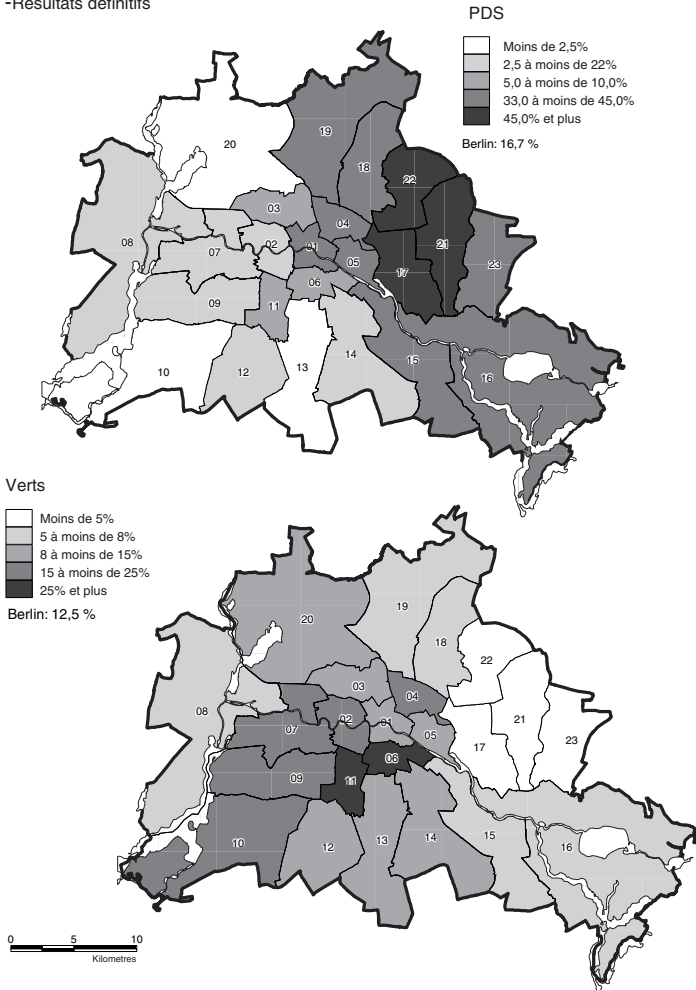 -Résultats définitifs
PDS
Moins de 2,5%
2,5 à moins de 22%
5,0 à moins de 10,0%
33,0 à moins de 45,0%
45,0% et plus
Berlin: 16,7 %
19
20
18
22
03
04
08
07
02
01
21
05
17
23
06
09
11
10
12
13
14
15
16
Verts
Moins de 5%
5 à moins de 8%
8 à moins de 15%
15 à moins de 25%
25% et plus
Berlin: 12,5 %
19
20
18
22
03
04
08
07
02
01
05
21
17
23
06
09
11
10
12
13
14
15
16
0 5 10
Kilometres